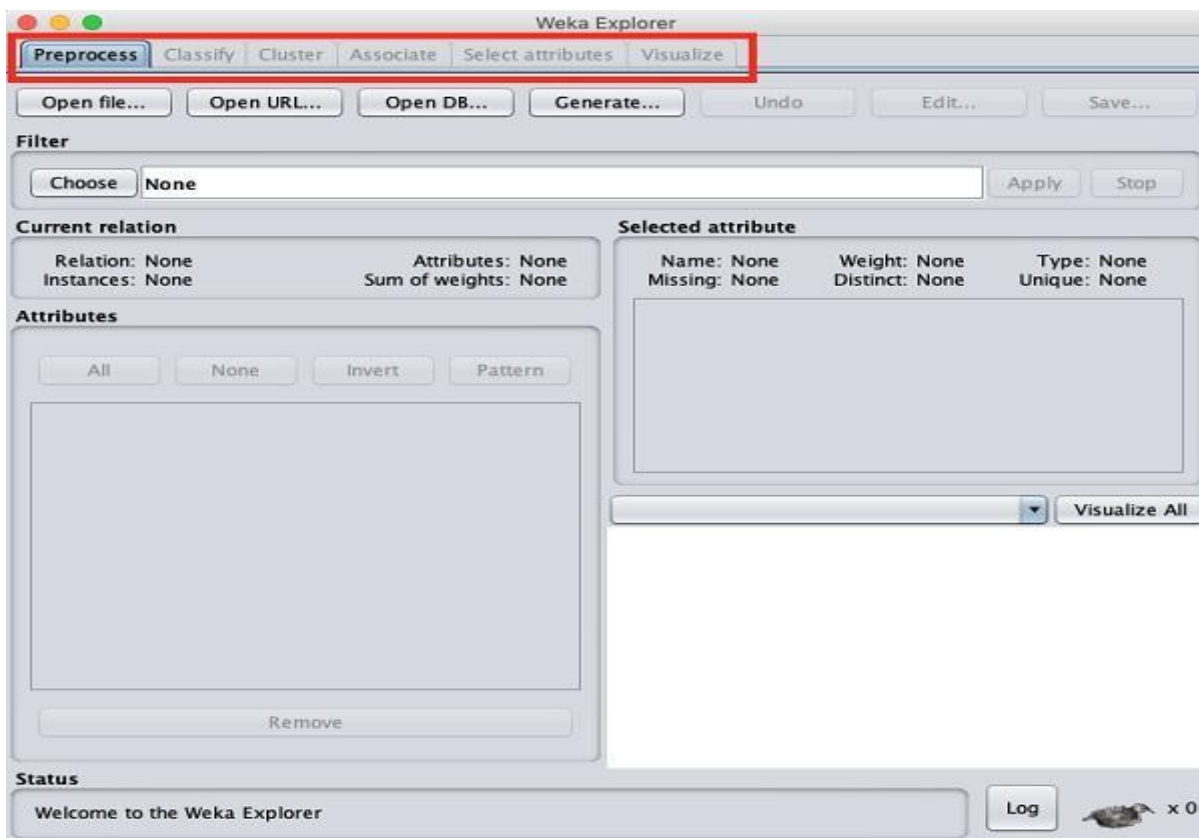 Weka Explorer
Preprocess Classify Cluster Associate Select attributes Visualize
Open file... Open URL... Open DB... Generate... Undo Edit... Save...
Filter
Choose None Apply Stop
Current relation
Relation: None Attributes: None
Instances: None Sum of weights: None
Selected attribute
Name: None Weight: None Type: None
Missing: None Distinct: None Unique: None
Attributes
All None Invert Pattern
Remove
Visualize All
Status
Welcome to the Weka Explorer
Log x 0